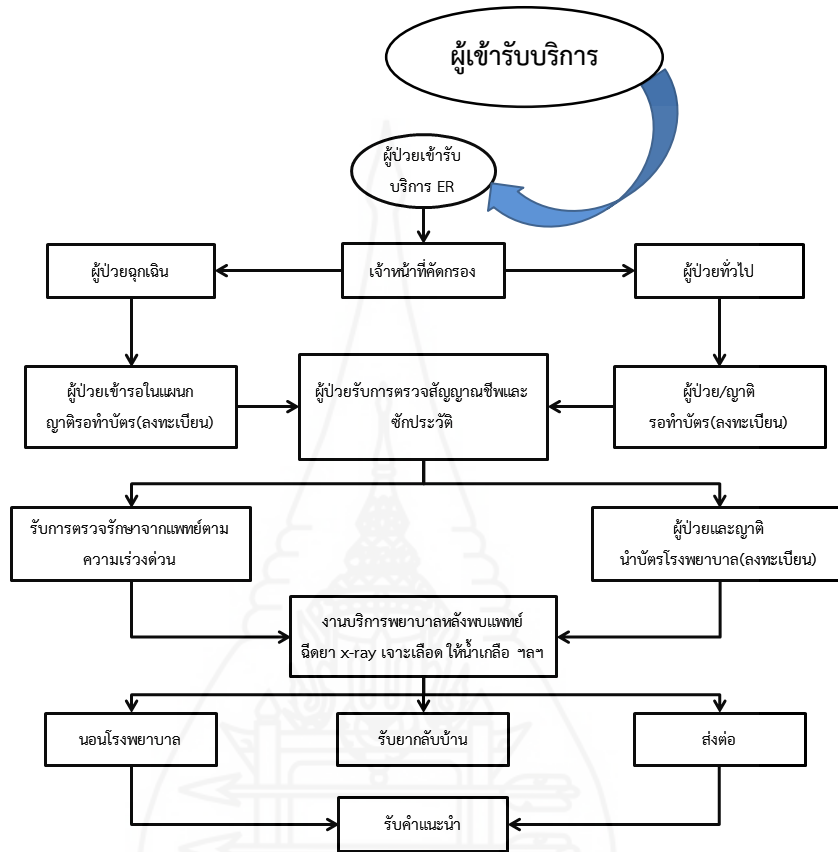 ผู้เข้ารับบริการ
ผู้ป่วยเข้ารับ
บริการ ER
ผู้ป่วยฉุกเฉิน
เจ้าหน้าที่คัดกรอง
ผู้ป่วยทั่วไป
ผู้ป่วยเข้ารอในแผนก
ญาติรอทำบัตร(ลงทะเบียน)
ผู้ป่วยรับการตรวจสัญญาณชีพและ
ซักประวัติ
ผู้ป่วย/ญาติ
รอทำบัตร(ลงทะเบียน)
รับการตรวจรักษาจากแพทย์ตาม
ความเร่วงด่วน
ผู้ป่วยและญาติ
นำบัตรโรงพยาบาล(ลงทะเบียน)
งานบริการพยาบาลหลังพบแพทย์
ฉีดยา x-ray เจาะเลือด ให้น้ำเกลือ ฯลฯ
นอนโรงพยาบาล
รับยากลับบ้าน
ส่งต่อ
รับคำแนะนำ